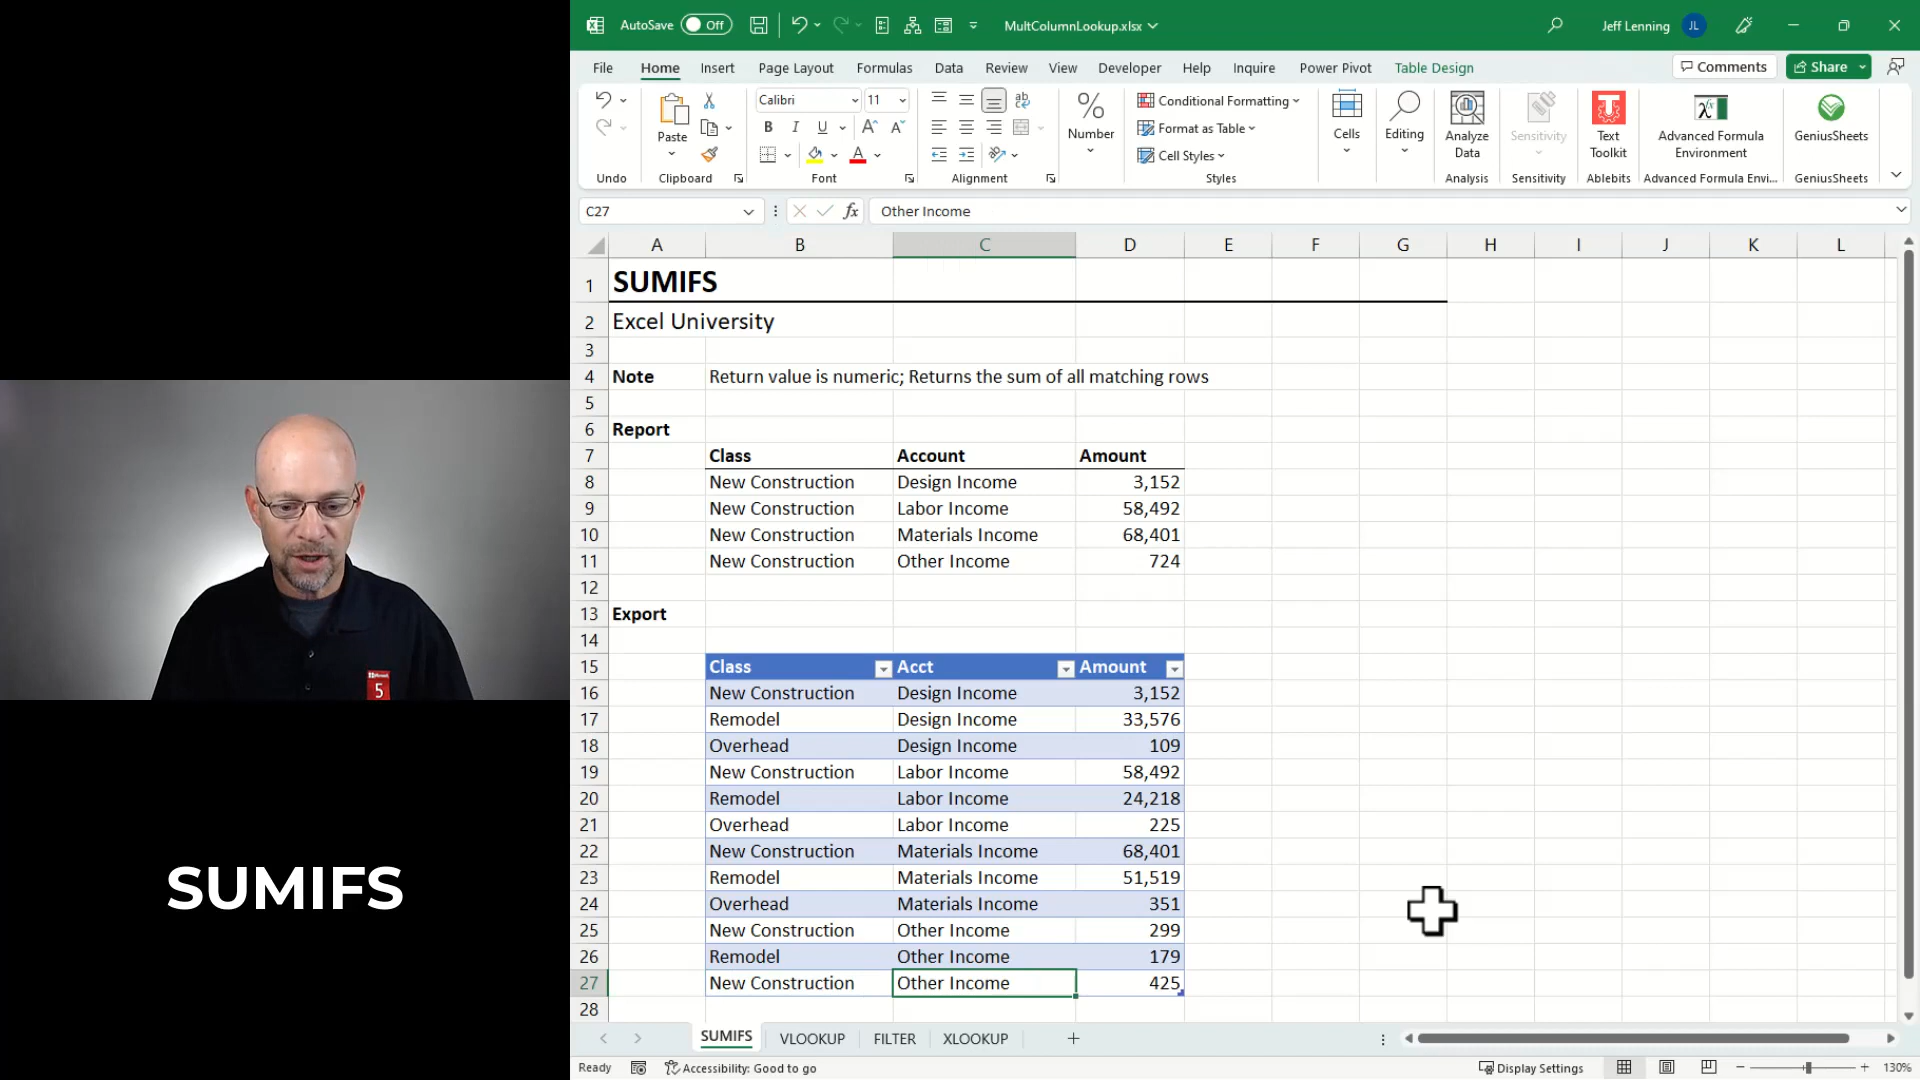 AutoSave Off MultColumnLookup.xlsx Jeff Lenning JL
File Home Insert Page Layout Formulas Data Review View Developer Help Inquire Power Pivot Table Design Comments Share
Calibri 11
Conditional Formatting
Format as Table
Cell Styles
Paste Number Cells Editing Analyze Data Sensitivity Text Toolkit Advanced Formula Environment GeniusSheets
Undo Clipboard Font Alignment Styles Analysis Sensitivity Ablebits Advanced Formula Envi... GeniusSheets
C27 fx Other Income
A B C D E F G H I J K L
1 SUMIFS
2 Excel University
3
4 Note Return value is numeric; Returns the sum of all matching rows
5
6 Report
7 Class Account Amount
8 New Construction Design Income 3,152
9 New Construction Labor Income 58,492
10 New Construction Materials Income 68,401
11 New Construction Other Income 724
12
13 Export
14
15 Class Acct Amount
16 New Construction Design Income 3,152
17 Remodel Design Income 33,576
18 Overhead Design Income 109
19 New Construction Labor Income 58,492
20 Remodel Labor Income 24,218
21 Overhead Labor Income 225
22 New Construction Materials Income 68,401
23 Remodel Materials Income 51,519
24 Overhead Materials Income 351
25 New Construction Other Income 299
26 Remodel Other Income 179
27 New Construction Other Income 425
28
SUMIFS VLOOKUP FILTER XLOOKUP
Ready Accessibility: Good to go Display Settings 130%
5
SUMIFS